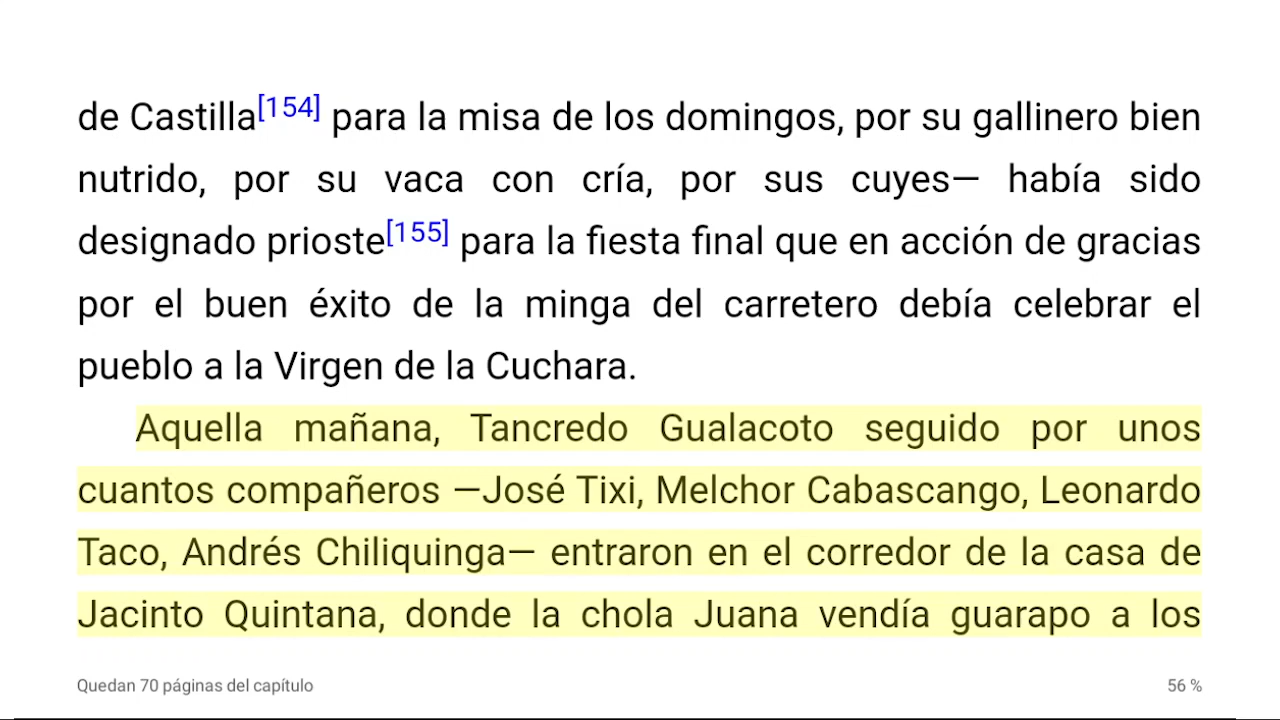 de Castilla[154] para la misa de los domingos, por su gallinero bien
nutrido, por su vaca con cría, por sus cuyes— había sido
designado prioste[155] para la fiesta final que en acción de gracias
por el buen éxito de la minga del carretero debía celebrar el
pueblo a la Virgen de la Cuchara.
Aquella mañana, Tancredo Gualacoto seguido por unos
cuantos compañeros —José Tixi, Melchor Cabascango, Leonardo
Taco, Andrés Chiliquinga— entraron en el corredor de la casa de
Jacinto Quintana, donde la chola Juana vendía guarapo a los
Quedan 70 páginas del capítulo
56 %